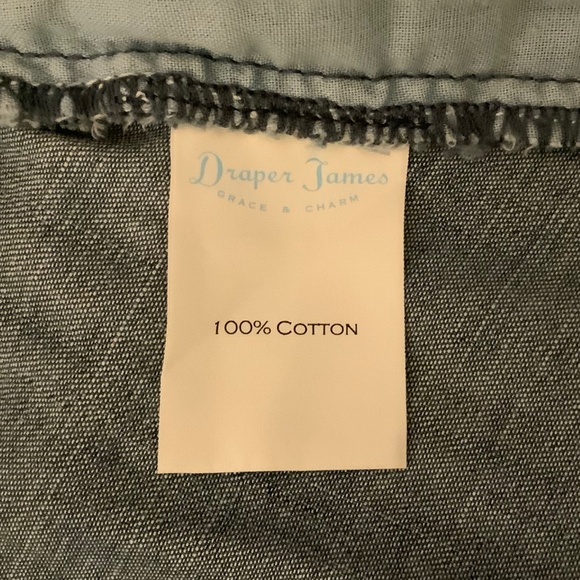 Draper James
GRACE & CHARM
100% COTTON